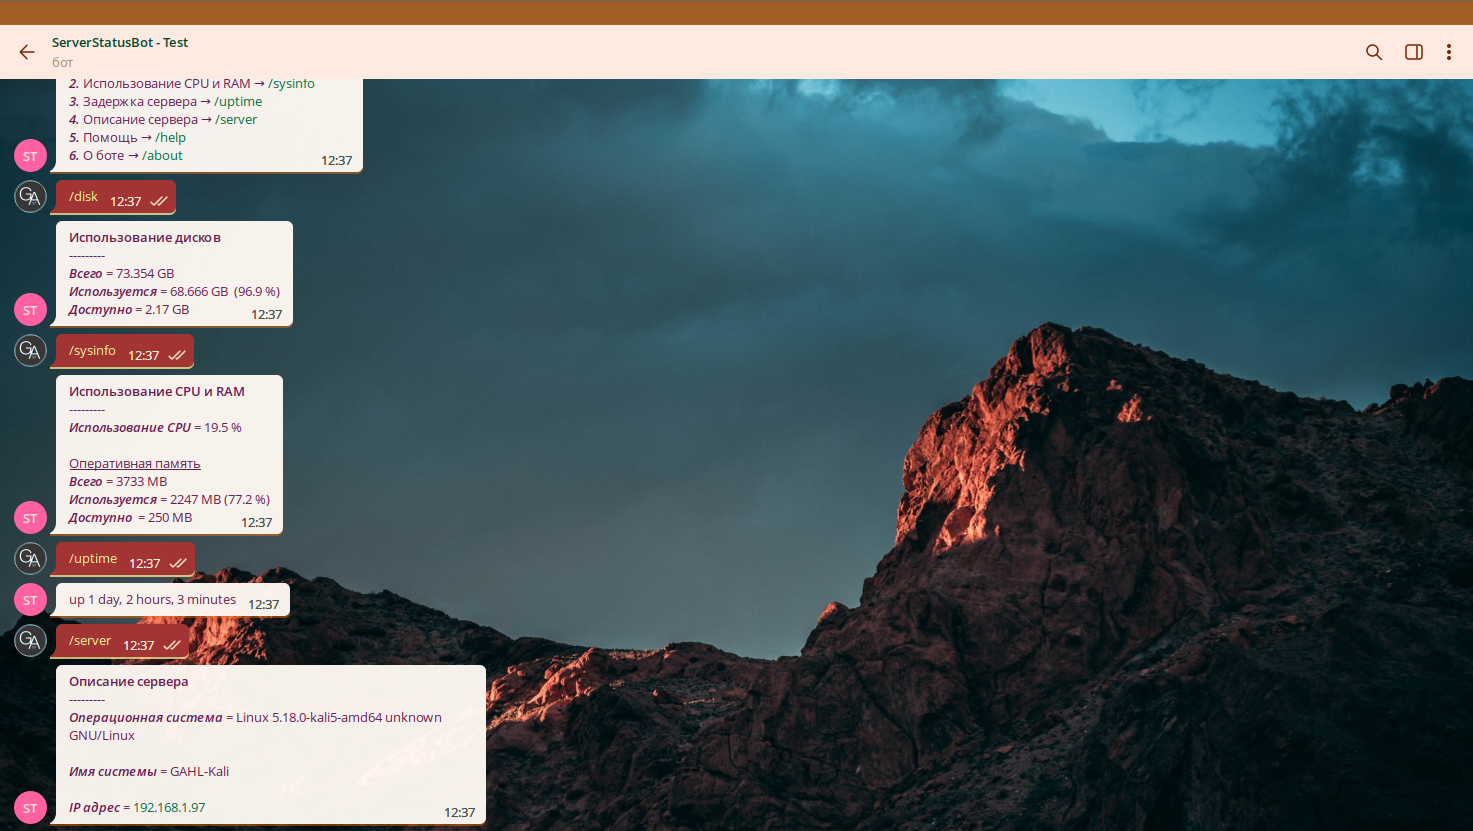 ServerStatusBot - Test
бот
2. Использование CPU и RAM → /sysinfo
3. Задержка сервера → /uptime
4. Описание сервера → /server
5. Помощь → /help
6. О боте → /about
12:37
ST
GA
/disk 12:37
Использование дисков
---------
Всего = 73.354 GB
Используется = 68.666 GB (96.9 %)
Доступно = 2.17 GB
12:37
ST
GA
/sysinfo 12:37
Использование CPU и RAM
---------
Использование CPU = 19.5 %
Оперативная память
Всего = 3733 MB
Используется = 2247 MB (77.2 %)
Доступно = 250 MB
12:37
ST
GA
/uptime 12:37
ST
up 1 day, 2 hours, 3 minutes 12:37
GA
/server 12:37
Описание сервера
---------
Операционная система = Linux 5.18.0-kali5-amd64 unknown
GNU/Linux
Имя системы = GAHL-Kali
IP адрес = 192.168.1.97
12:37
ST